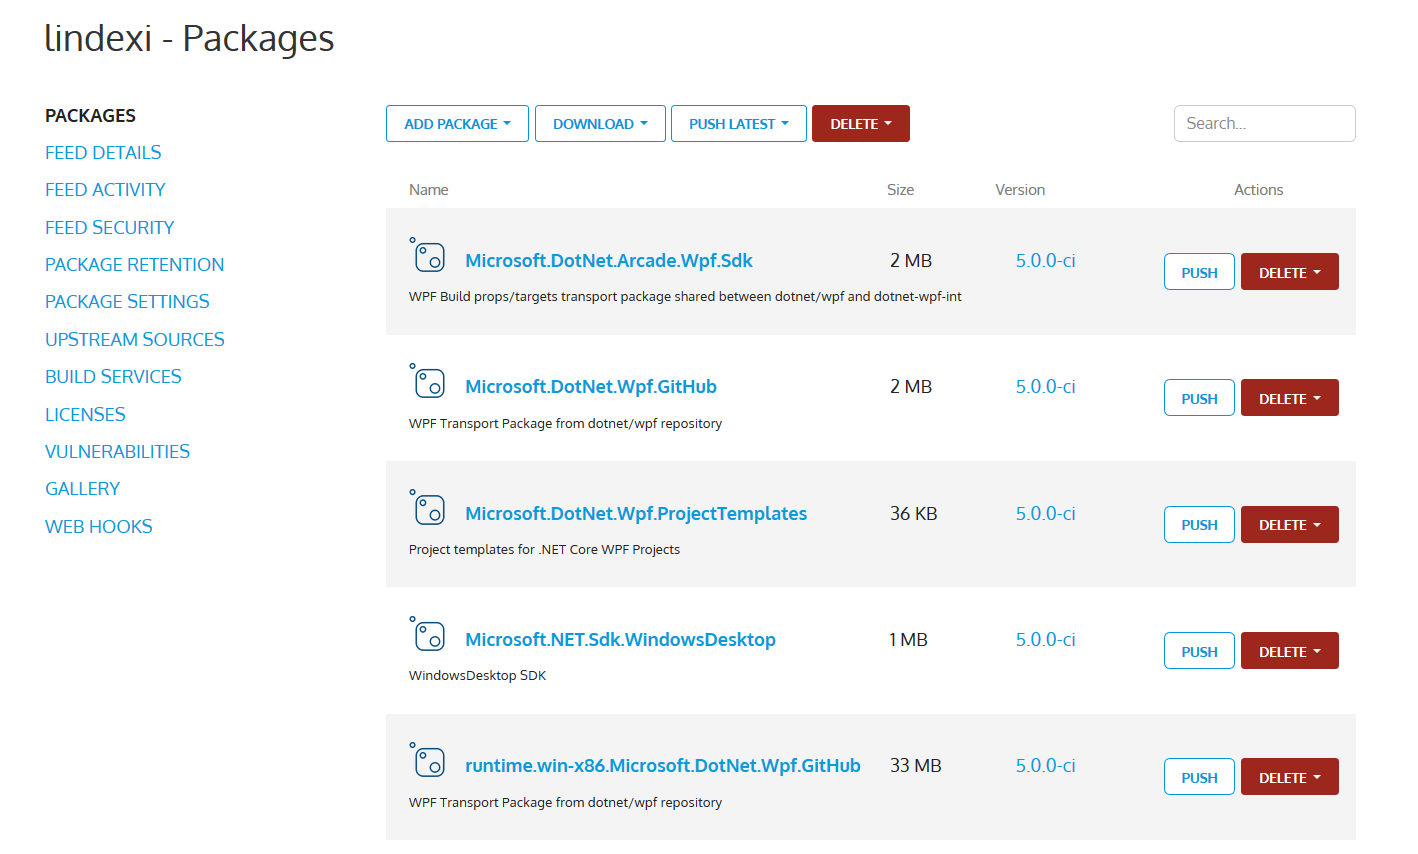 lindexi - Packages
PACKAGES
FEED DETAILS
FEED ACTIVITY
FEED SECURITY
PACKAGE RETENTION
PACKAGE SETTINGS
UPSTREAM SOURCES
BUILD SERVICES
LICENSES
VULNERABILITIES
GALLERY
WEB HOOKS
ADD PACKAGE DOWNLOAD PUSH LATEST DELETE Search...
Name Size Version Actions
Microsoft.DotNet.Arcade.Wpf.Sdk 2 MB 5.0.0-ci PUSH DELETE
WPF Build props/targets transport package shared between dotnet/wpf and dotnet-wpf-int
Microsoft.DotNet.Wpf.GitHub 2 MB 5.0.0-ci PUSH DELETE
WPF Transport Package from dotnet/wpf repository
Microsoft.DotNet.Wpf.ProjectTemplates 36 KB 5.0.0-ci PUSH DELETE
Project templates for .NET Core WPF Projects
Microsoft.NET.Sdk.WindowsDesktop 1 MB 5.0.0-ci PUSH DELETE
WindowsDesktop SDK
runtime.win-x86.Microsoft.DotNet.Wpf.GitHub 33 MB 5.0.0-ci PUSH DELETE
WPF Transport Package from dotnet/wpf repository